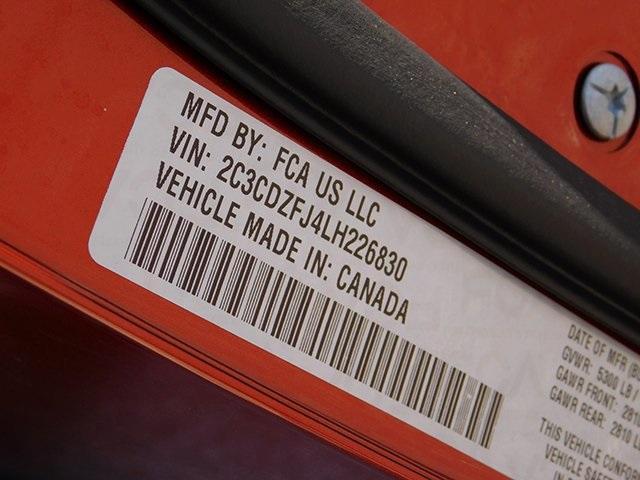 MFD BY: FCA US LLC
VIN: 2C3CDZFJ4LH226830
VEHICLE MADE IN: CANADA
DATE OF MFR
GVWR: 5300 LB
GAWR FRONT:
GAWR REAR: 2810
THIS VEHICLE
VEHICLE